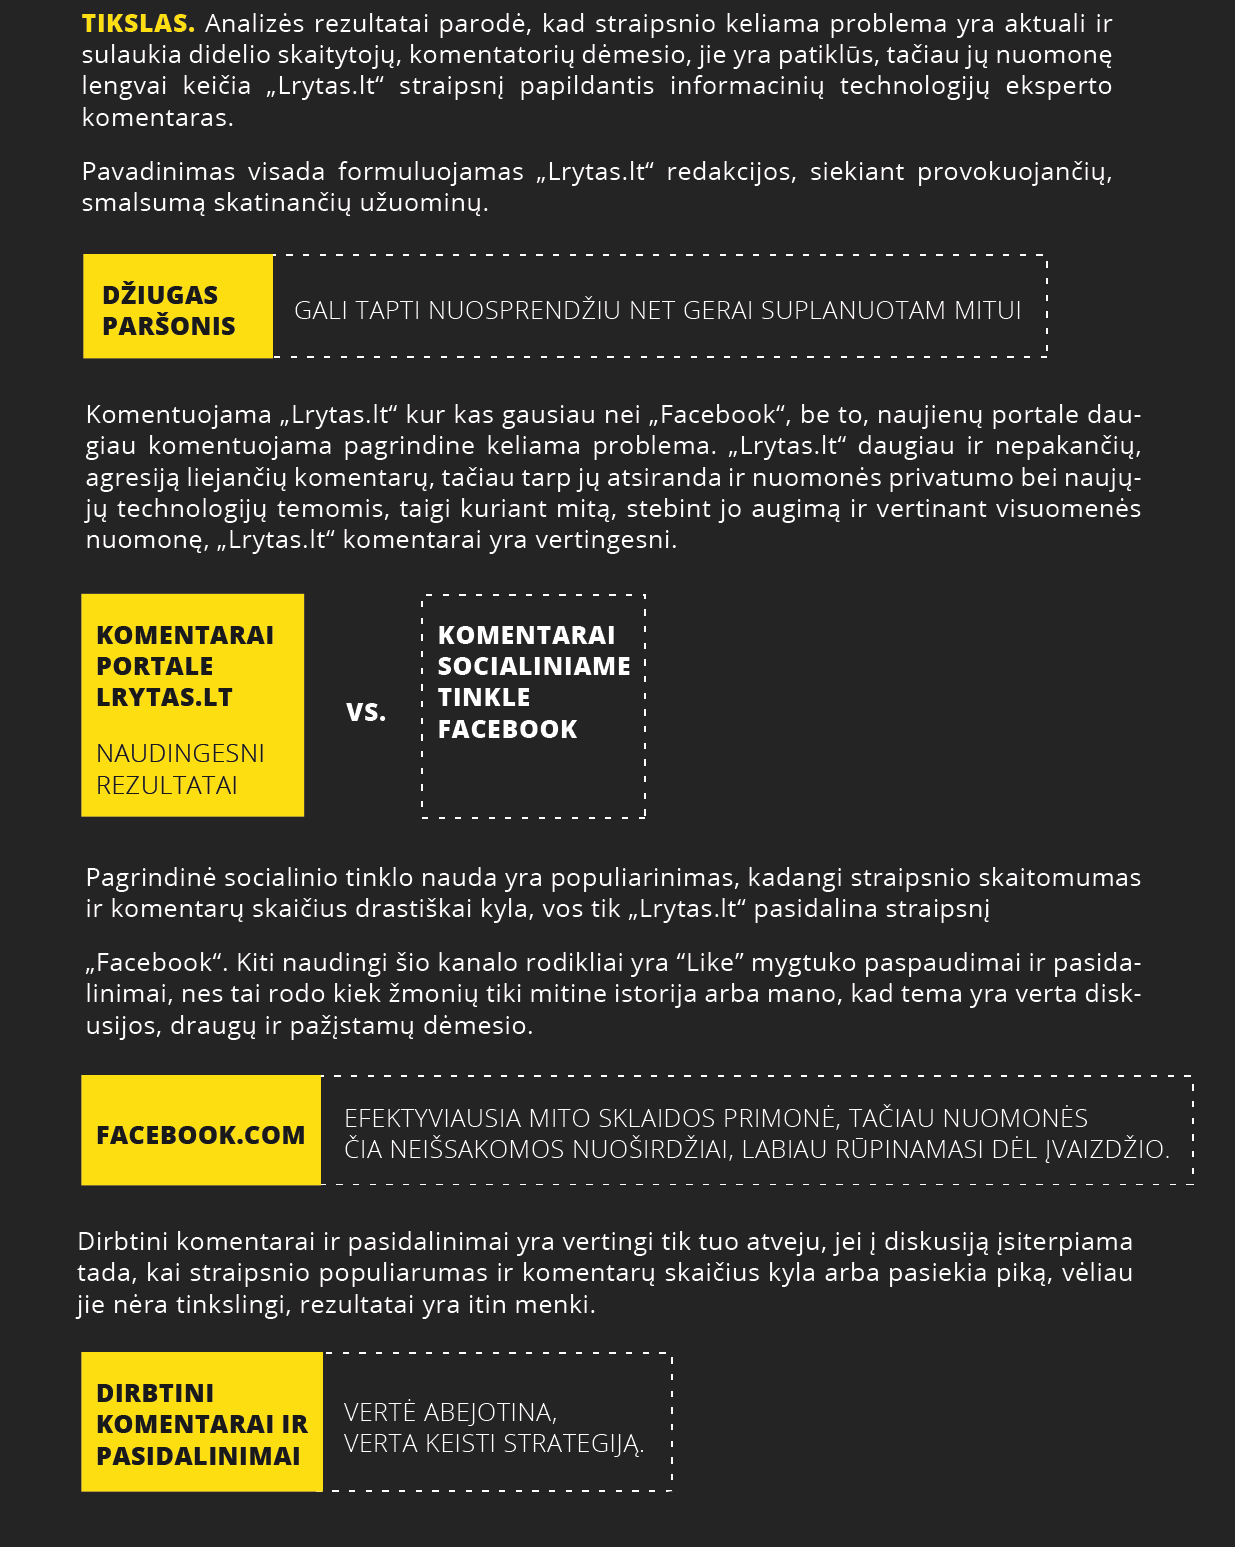 TIKSLAS. Analizės rezultatai parodė, kad straipsnio keliama problema yra aktuali ir
sulaukia didelio skaitytojų, komentatorių dėmesio, jie yra patiklūs, tačiau jų nuomonę
lengvai keičia „Lrytas.lt“ straipsnį papildantis informacinių technologijų eksperto
komentaras.
Pavadinimas visada formuluojamas „Lrytas.lt“ redakcijos, siekiant provokuojančių,
smalsumą skatinančių užuominų.
DŽIUGAS
PARŠONIS
GALI TAPTI NUOSPRENDŽIU NET GERAI SUPLANUOTAM MITUI
Komentuojama „Lrytas.lt“ kur kas gausiau nei „Facebook“, be to, naujienų portale dau-
giau komentuojama pagrindine keliama problema. „Lrytas.lt“ daugiau ir nepakančių,
agresiją liejančių komentarų, tačiau tarp jų atsiranda ir nuomonės privatumo bei naujų-
jų technologijų temomis, taigi kuriant mitą, stebint jo augimą ir vertinant visuomenės
nuomonę, „Lrytas.lt“ komentarai yra vertingesni.
KOMENTARAI
PORTALE
LRYTAS.LT
NAUDINGESNI
REZULTATAI
VS.
KOMENTARAI
SOCIALINIAME
TINKLE
FACEBOOK
Pagrindinė socialinio tinklo nauda yra populiarinimas, kadangi straipsnio skaitomumas
ir komentarų skaičius drastiškai kyla, vos tik „Lrytas.lt“ pasidalina straipsnį
„Facebook“. Kiti naudingi šio kanalo rodikliai yra “Like” mygtuko paspaudimai ir pasida-
linimai, nes tai rodo kiek žmonių tiki mitine istorija arba mano, kad tema yra verta disk-
usijos, draugų ir pažįstamų dėmesio.
FACEBOOK.COM
EFEKTYVIAUSIA MITO SKLAIDOS PRIMONĖ, TAČIAU NUOMONĖS
ČIA NEIŠSAKOMOS NUOŠIRDŽIAI, LABIAU RŪPINAMASI DĖL ĮVAIZDŽIO.
Dirbtini komentarai ir pasidalinimai yra vertingi tik tuo atveju, jei į diskusiją įsiterpiama
tada, kai straipsnio populiarumas ir komentarų skaičius kyla arba pasiekia piką, vėliau
jie nėra tinkslingi, rezultatai yra itin menki.
DIRBTINI
KOMENTARAI IR
PASIDALINIMAI
VERTĖ ABEJOTINA,
VERTA KEISTI STRATEGIJĄ.